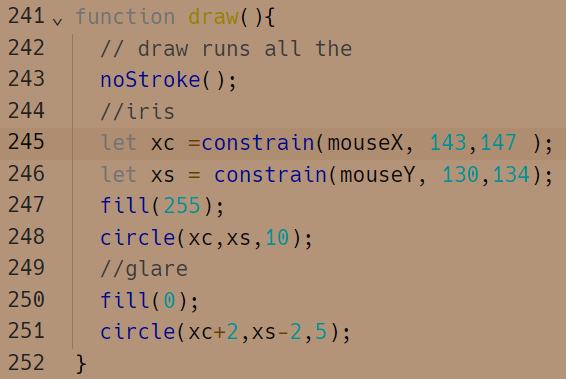 241 function draw(){
242 // draw runs all the
243 noStroke();
244 //iris
245 let xc =constrain(mouseX, 143,147 );
246 let xs = constrain(mouseY, 130,134);
247 fill(255);
248 circle(xc,xs,10);
249 //glare
250 fill(0);
251 circle(xc+2,xs-2,5);
252 }